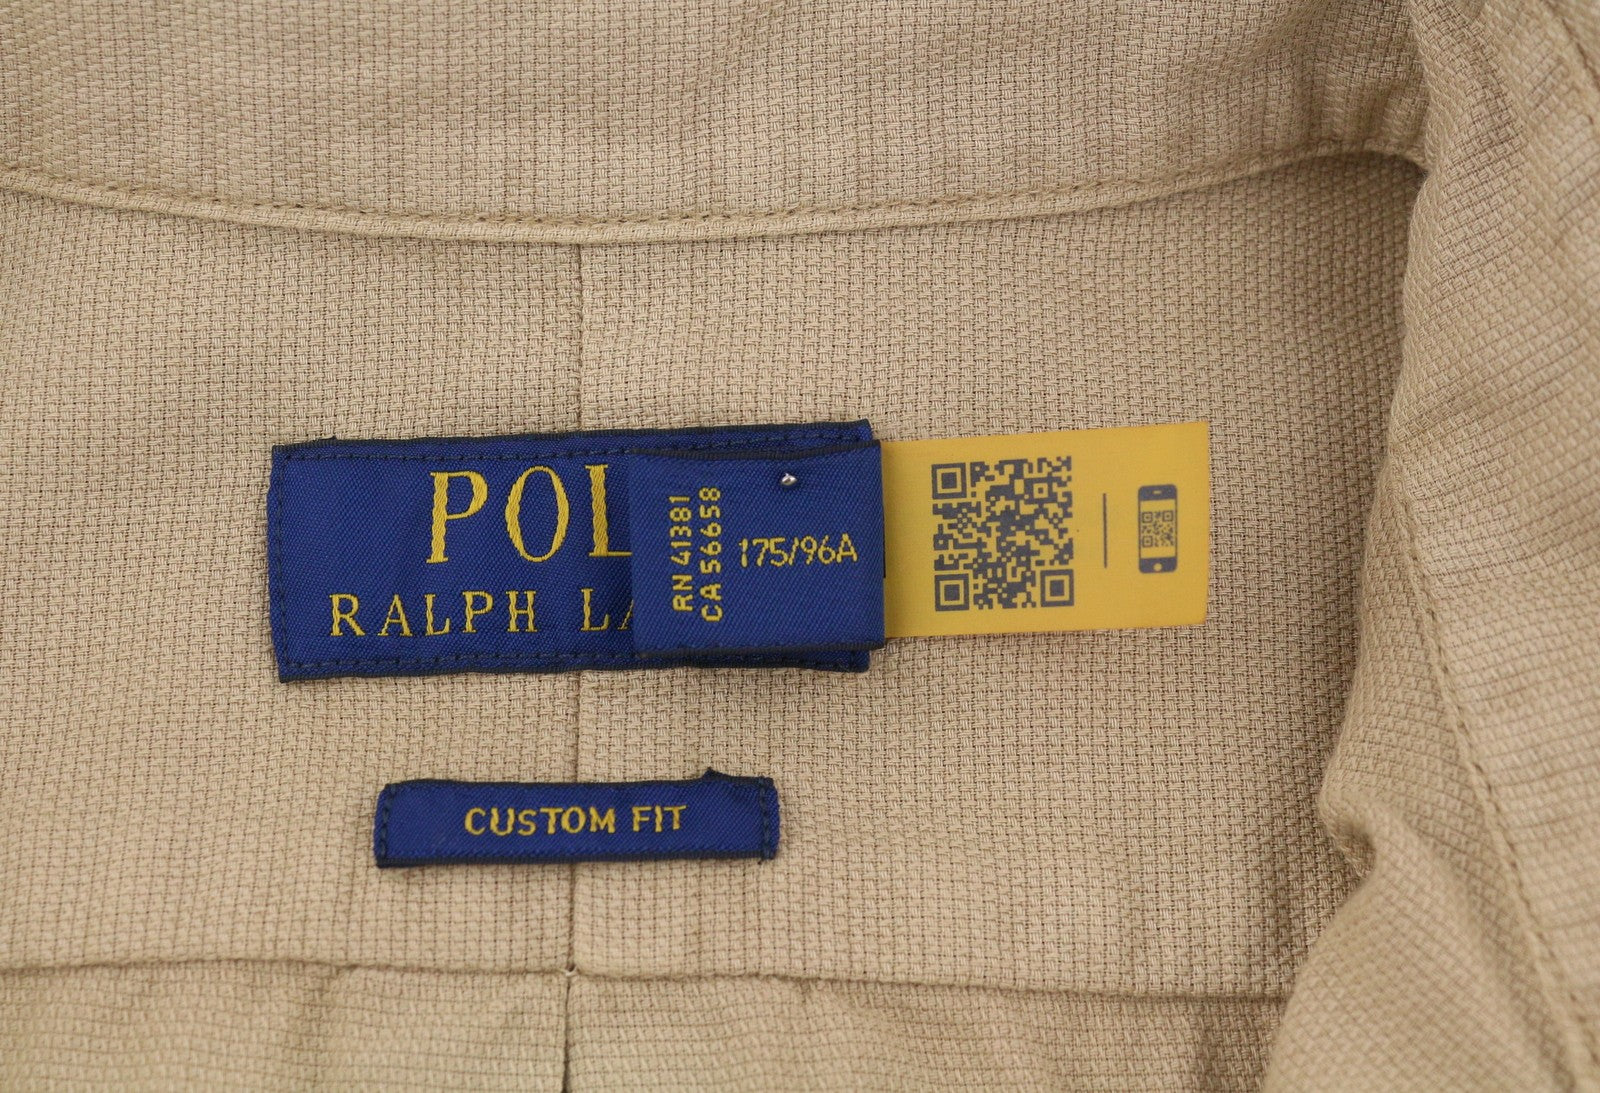 POL
RALPH LA
RN 41381
CA 56658
175/96A
CUSTOM FIT